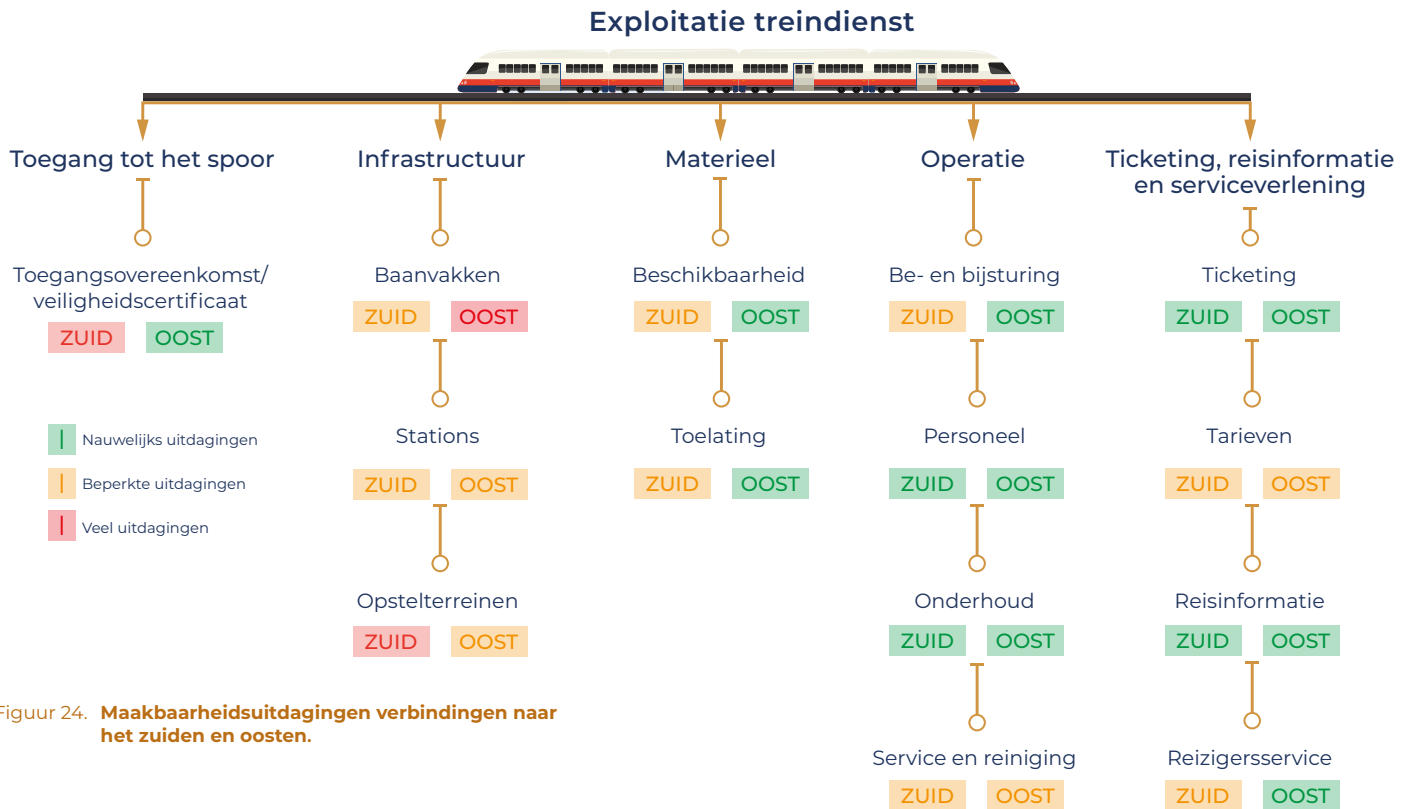 Exploitatie treindienst
Toegang tot het spoor
Toegangsovereenkomst/
veiligheidscertificaat
ZUID OOST
Infrastructuur
Baanvakken
ZUID OOST
Stations
ZUID OOST
Opstelterreinen
ZUID OOST
Materieel
Beschikbaarheid
ZUID OOST
Toelating
ZUID OOST
Operatie
Be- en bijsturing
ZUID OOST
Personeel
ZUID OOST
Onderhoud
ZUID OOST
Service en reiniging
ZUID OOST
Ticketing, reisinformatie
en serviceverlening
Ticketing
ZUID OOST
Tarieven
ZUID OOST
Reisinformatie
ZUID OOST
Reizigersservice
ZUID OOST
| Nauwelijks uitdagingen
| Beperkte uitdagingen
| Veel uitdagingen
Figuur 24. Maakbaarheidsuitdagingen verbindingen naar
het zuiden en oosten.